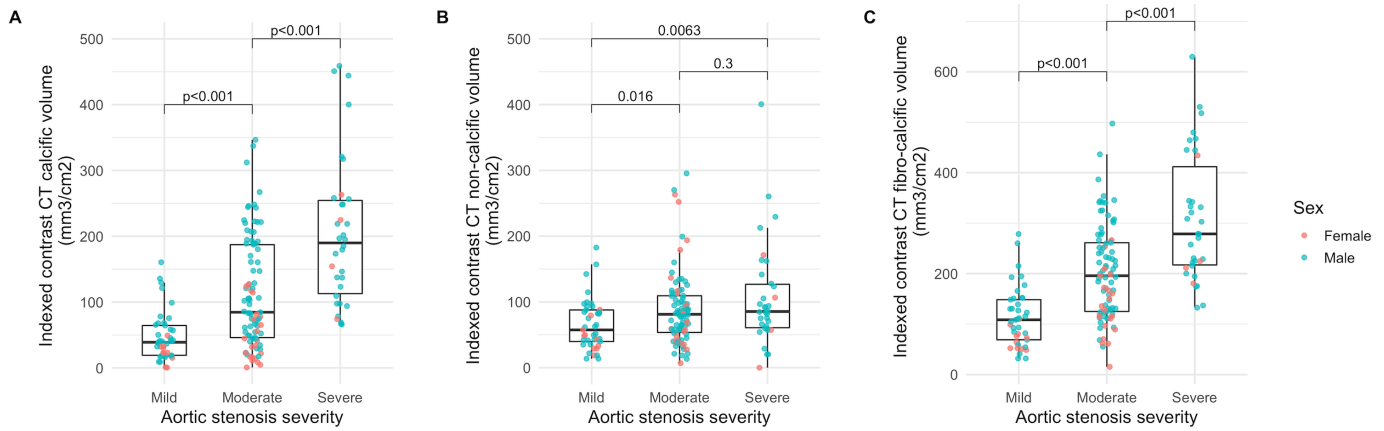 A
Indexed contrast CT calcific volume
(mm3/cm2)
500
400
300
200
100
0
p<0.001
p<0.001
Mild
Moderate
Severe
Aortic stenosis severity
B
Indexed contrast CT non-calcific volume
(mm3/cm2)
500
400
300
200
100
0
0.0063
0.3
0.016
Mild
Moderate
Severe
Aortic stenosis severity
C
Indexed contrast CT fibro-calcific volume
(mm3/cm2)
600
400
200
0
p<0.001
p<0.001
Mild
Moderate
Severe
Aortic stenosis severity
Sex
Female
Male